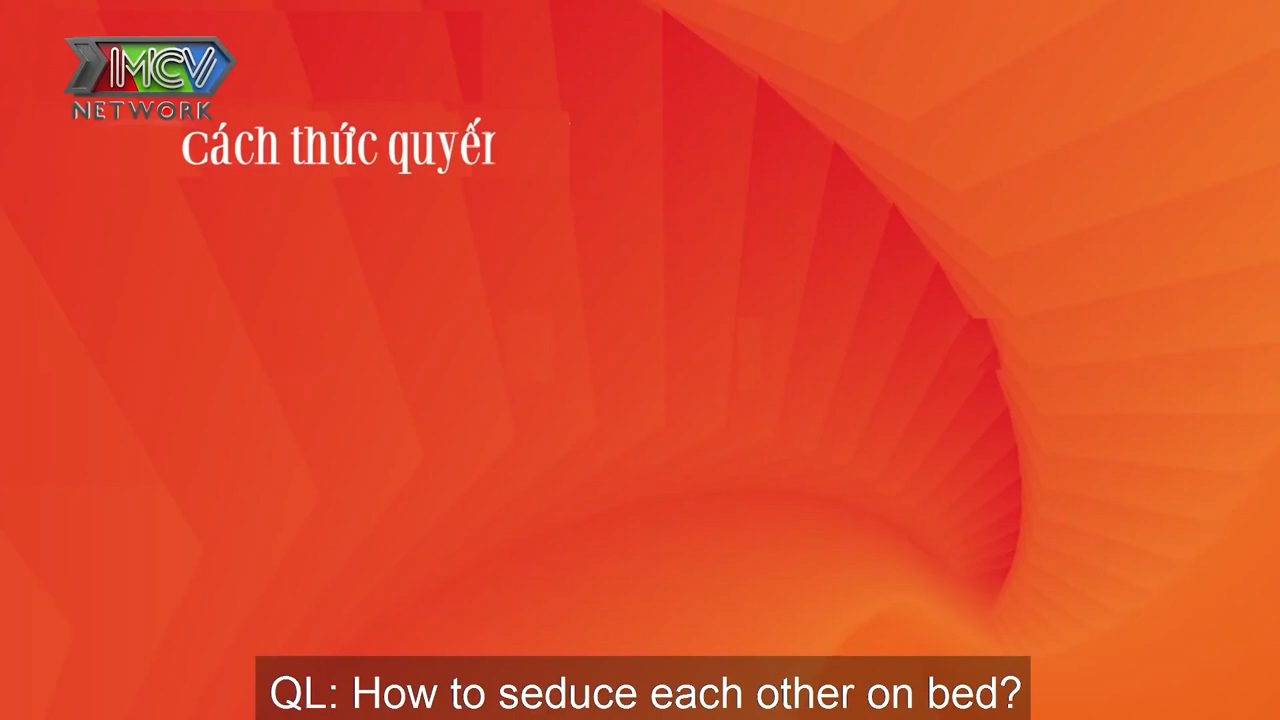 MCV
NETWORK
Cách thức quyến
QL: How to seduce each other on bed?